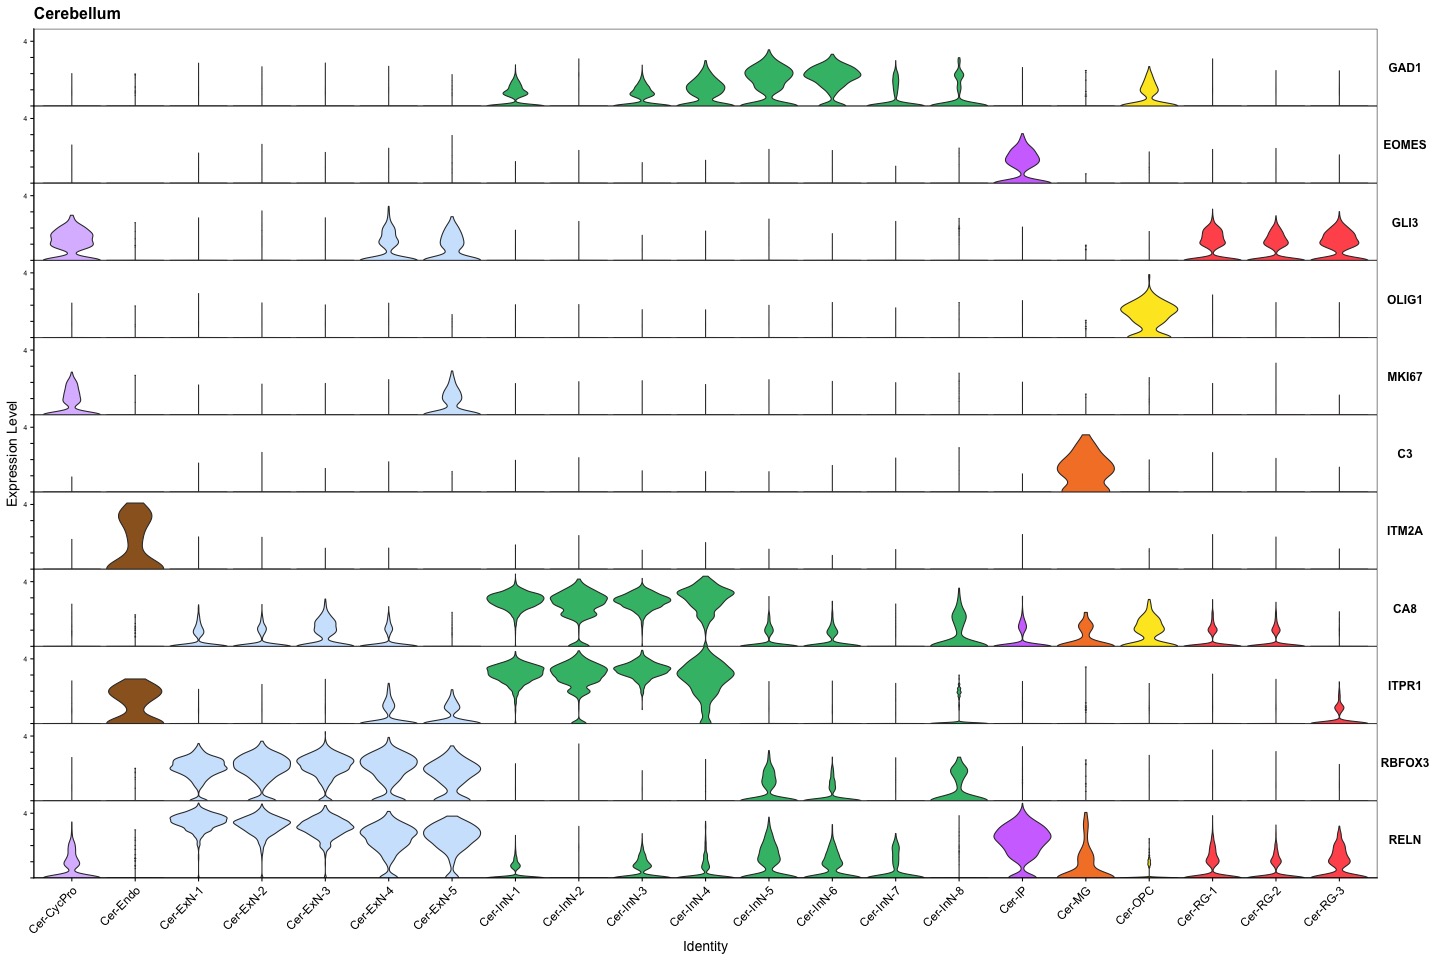 Cerebellum
4
GAD1
4
EOMES
4
GLI3
4
OLIG1
4
MKI67
4
C3
4
ITM2A
4
CA8
4
ITPR1
4
RBFOX3
4
RELN
Expression Level
Cer-CycPro
Cer-Endo
Cer-ExN-1
Cer-ExN-2
Cer-ExN-3
Cer-ExN-4
Cer-ExN-5
Cer-InN-1
Cer-InN-2
Cer-InN-3
Cer-InN-4
Cer-InN-5
Cer-InN-6
Cer-InN-7
Cer-InN-8
Cer-IP
Cer-MG
Cer-OPC
Cer-RG-1
Cer-RG-2
Cer-RG-3
Identity